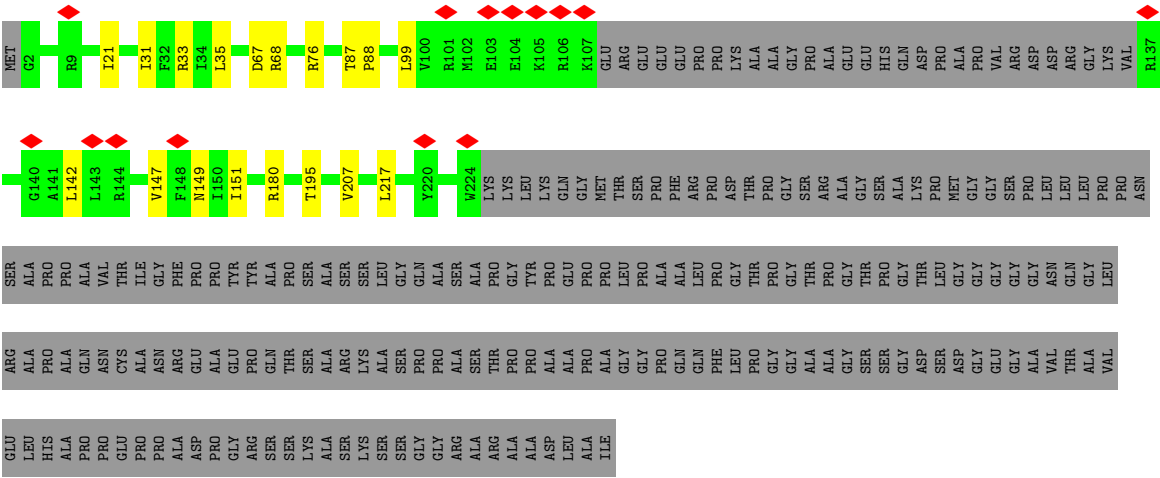 MET G2 R9 I21 I31 F32 R33 I34 L35 D67 R68 R76 T87 P88 L99 V100 R101 M102 E103 E104 K105 R106 K107 GLU ARG GLU GLU GLU PRO PRO LYS ALA ALA GLY PRO ALA GLU GLU HIS GLN ASP PRO ALA PRO VAL ARG ASP ASP ARG GLY LYS VAL R137
G140 A141 L142 L143 R144 V147 F148 N149 I150 I151 R180 T195 V207 L217 Y220 W224 LYS LYS LEU LYS GLN GLY MET THR SER PRO PHE ARG PRO ASP THR PRO GLY SER ARG ALA GLY SER ALA LYS PRO MET GLY GLY SER PRO LEU LEU LEU PRO PRO ASN
SER ALA PRO PRO ALA VAL THR ILE GLY PHE PRO PRO TYR TYR ALA PRO SER ALA SER SER LEU GLY GLN ALA SER ALA PRO GLY TYR PRO GLU PRO PRO LEU PRO ALA ALA LEU PRO GLY THR PRO GLY THR PRO GLY THR PRO GLY THR LEU GLY GLY GLY GLY GLY ASN GLN GLY LEU
ARG ALA PRO ALA GLN ASN CYS ALA ASN ARG GLU ALA GLU PRO GLN THR SER ALA ARG LYS ALA SER PRO PRO ALA SER THR PRO PRO ALA ALA PRO ALA GLY GLY PRO GLN GLN PHE LEU PRO GLY GLY ALA ALA GLY SER SER GLY ASP SER ASP GLY GLU GLY ALA VAL THR ALA VAL
GLU LEU HIS ALA PRO PRO GLU PRO PRO ALA ASP PRO GLY ARG SER SER LYS ALA SER LYS SER SER GLY GLY ARG ALA ARG ALA ALA ASP LEU ALA ILE